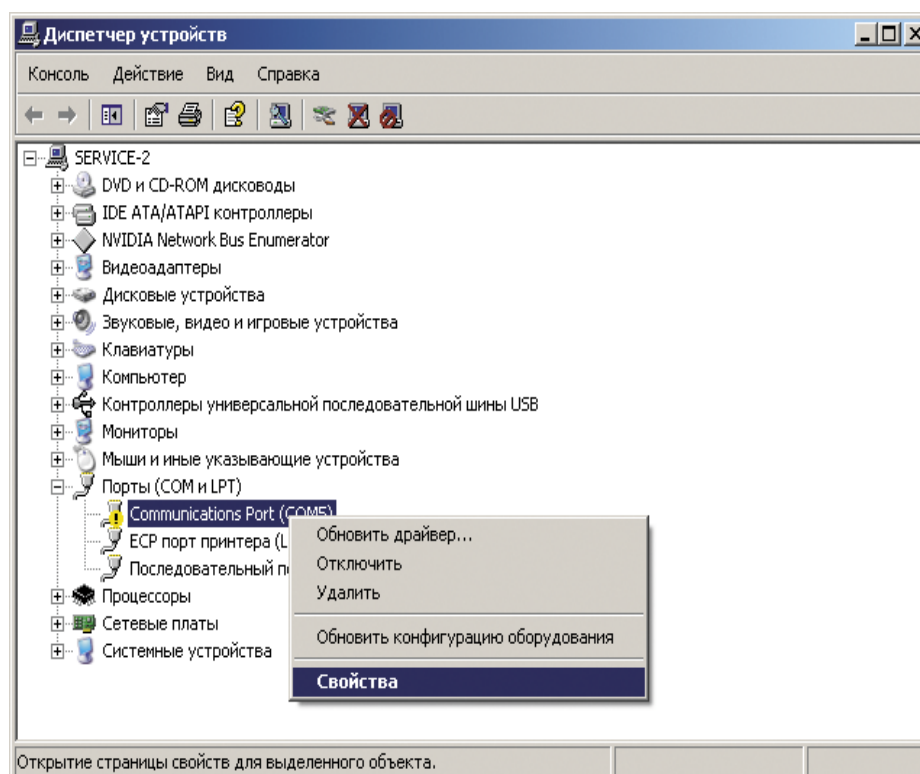 Диспетчер устройств
Консоль Действие Вид Справка
SERVICE-2
DVD и CD-ROM дисководы
IDE ATA/ATAPI контроллеры
NVIDIA Network Bus Enumerator
Видеоадаптеры
Дисковые устройства
Звуковые, видео и игровые устройства
Клавиатуры
Компьютер
Контроллеры универсальной последовательной шины USB
Мониторы
Мыши и иные указывающие устройства
Порты (COM и LPT)
Communications Port (COM5)
ECP порт принтера (L
Последовательный
Процессоры
Сетевые платы
Системные устройства
Обновить драйвер...
Отключить
Удалить
Обновить конфигурацию оборудования
Свойства
Открытие страницы свойств для выделенного объекта.